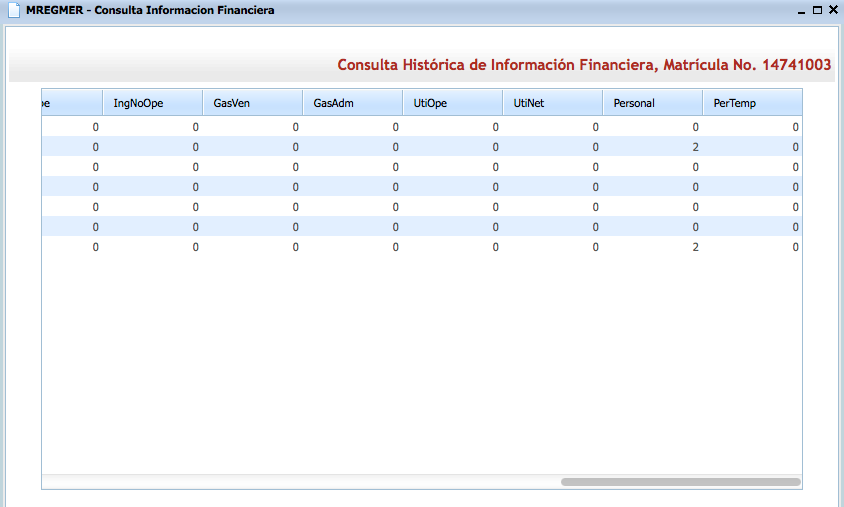 MREGMER - Consulta Informacion Financiera
Consulta Histórica de Información Financiera, Matrícula No. 14741003
IngNoOpe GasVen GasAdm UtiOpe UtiNet Personal PerTemp
0 0 0 0 0 0 0 0
0 0 0 0 0 0 2 0
0 0 0 0 0 0 0 0
0 0 0 0 0 0 0 0
0 0 0 0 0 0 0 0
0 0 0 0 0 0 0 0
0 0 0 0 0 0 2 0